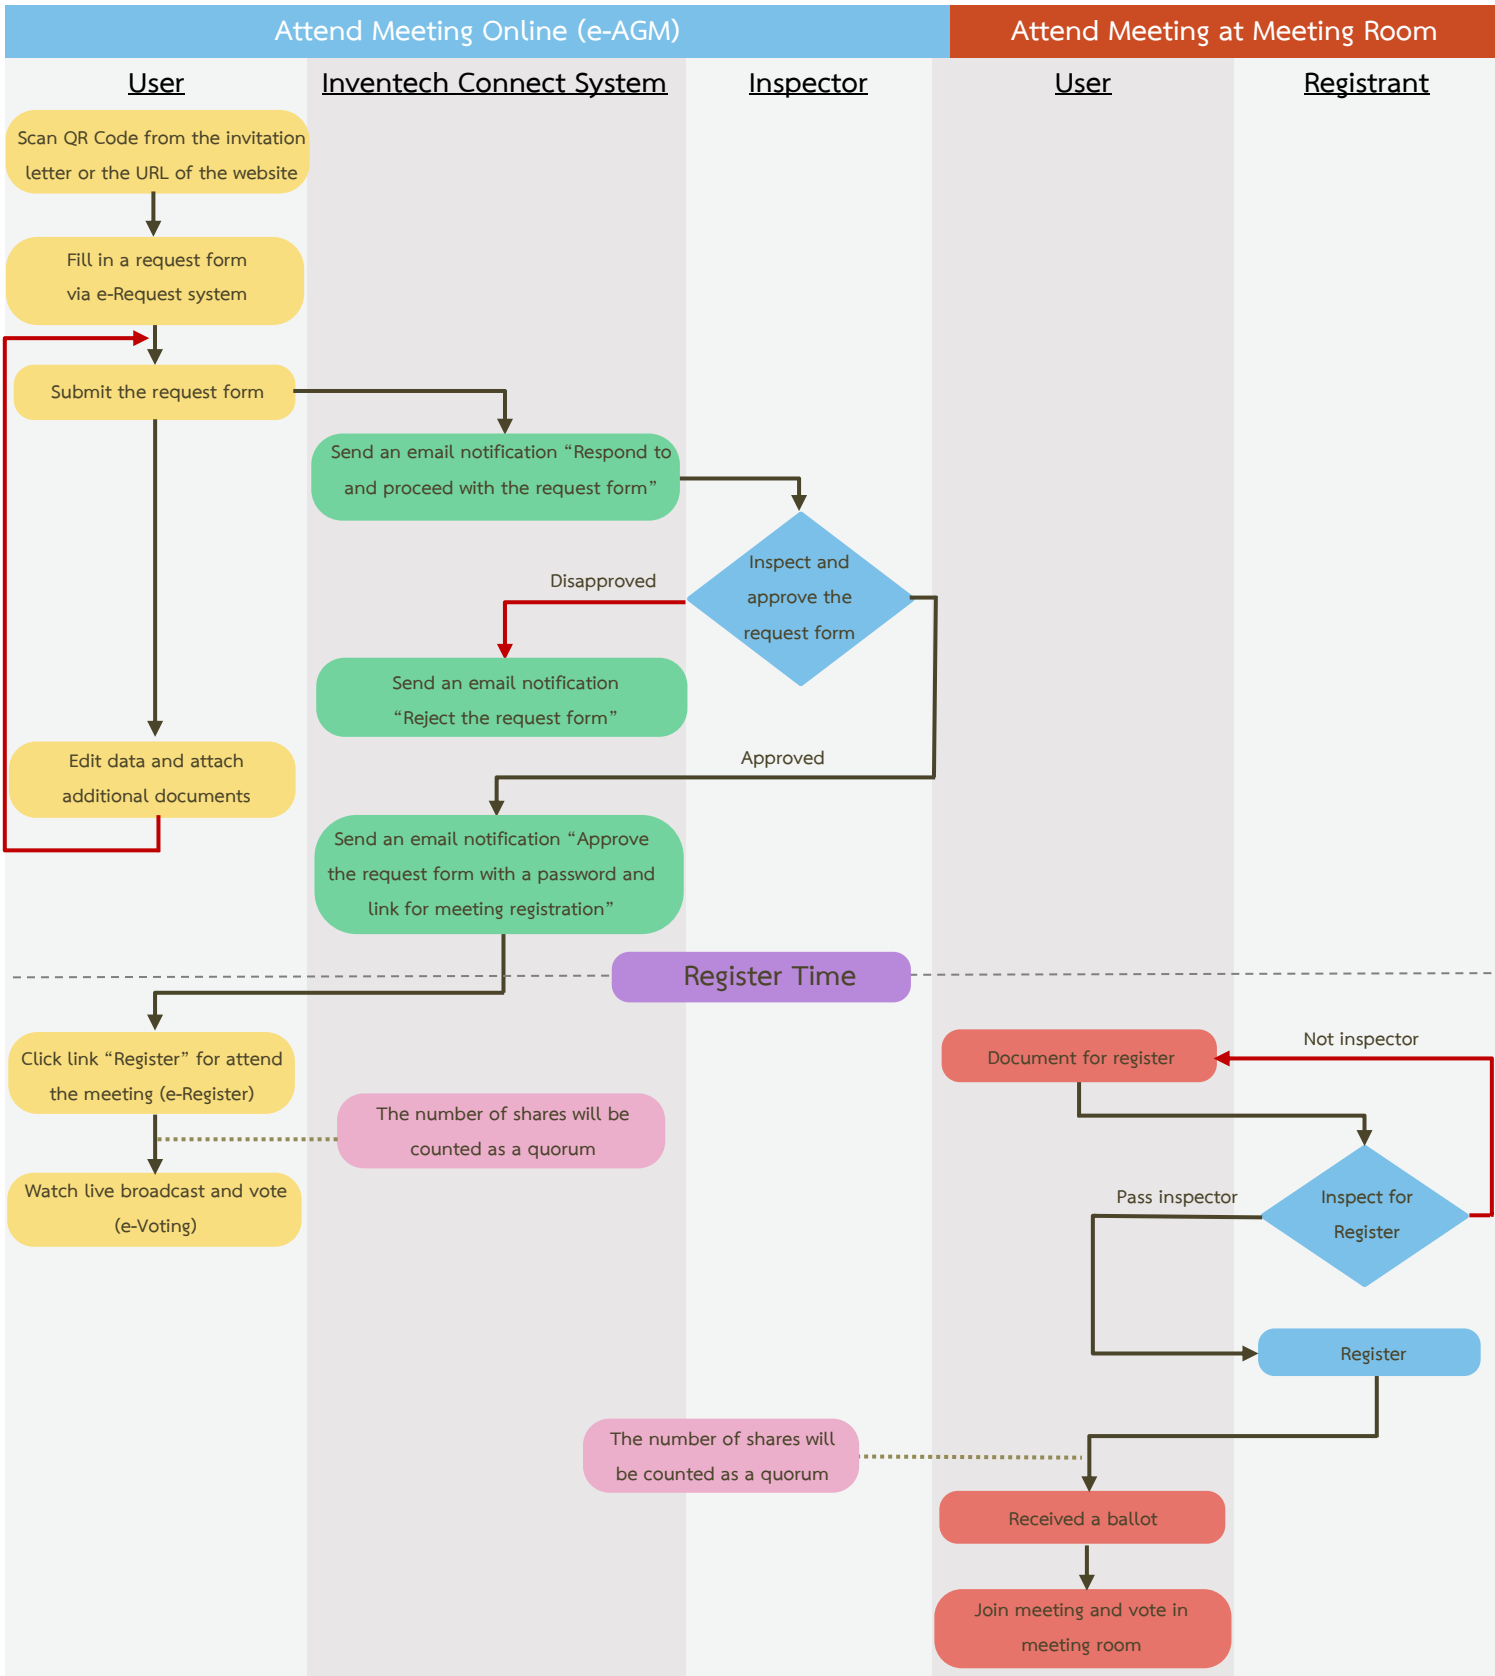 Attend Meeting Online (e-AGM)
Attend Meeting at Meeting Room
User
Inventech Connect System
Inspector
User
Registrant
Scan QR Code from the invitation
letter or the URL of the website
Fill in a request form
via e-Request system
Submit the request form
Send an email notification “Respond to
and proceed with the request form”
Inspect and
approve the
request form
Disapproved
Send an email notification
“Reject the request form”
Approved
Edit data and attach
additional documents
Send an email notification “Approve
the request form with a password and
link for meeting registration”
Register Time
Click link “Register” for attend
the meeting (e-Register)
The number of shares will be
counted as a quorum
Watch live broadcast and vote
(e-Voting)
Document for register
Not inspector
Pass inspector
Inspect for
Register
Register
The number of shares will
be counted as a quorum
Received a ballot
Join meeting and vote in
meeting room